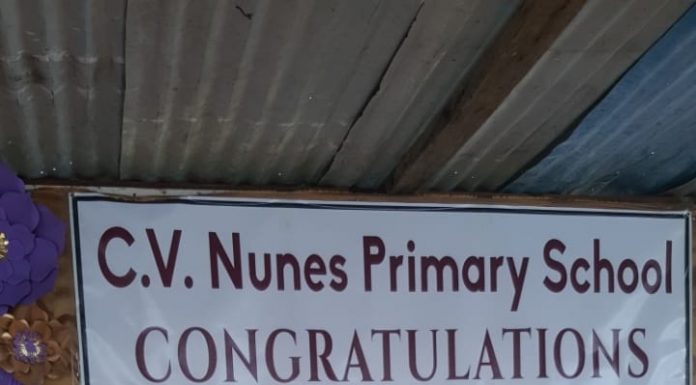 C.V. Nunes Primary School
CONGRATULATIONS